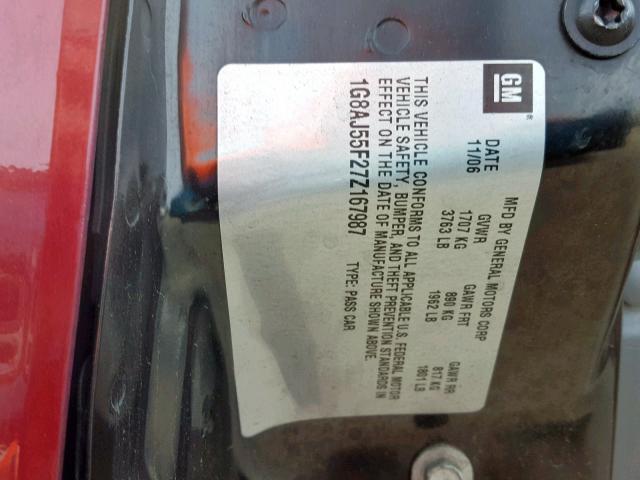 GM
®
DATE
11/06
MFD BY GENERAL MOTORS CORP
GVWR GAWR FRT GAWR RR
1707 KG 890 KG 817 KG
3763 LB 1962 LB 1801 LB
THIS VEHICLE CONFORMS TO ALL APPLICABLE U.S. FEDERAL MOTOR
VEHICLE SAFETY, BUMPER, AND THEFT PREVENTION STANDARDS IN
EFFECT ON THE DATE OF MANUFACTURE SHOWN ABOVE.
1G8AJ55F27Z167987 TYPE: PASS CAR